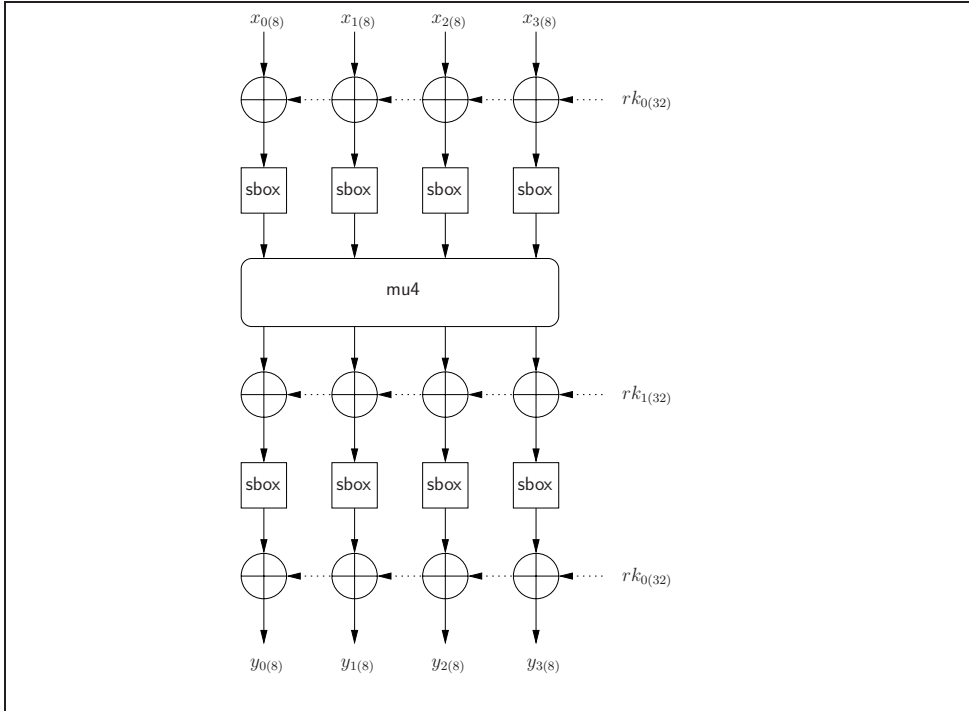 x0(8) x1(8) x2(8) x3(8)
rk0(32)
sbox sbox sbox sbox
mu4
rk1(32)
sbox sbox sbox sbox
rk0(32)
y0(8) y1(8) y2(8) y3(8)